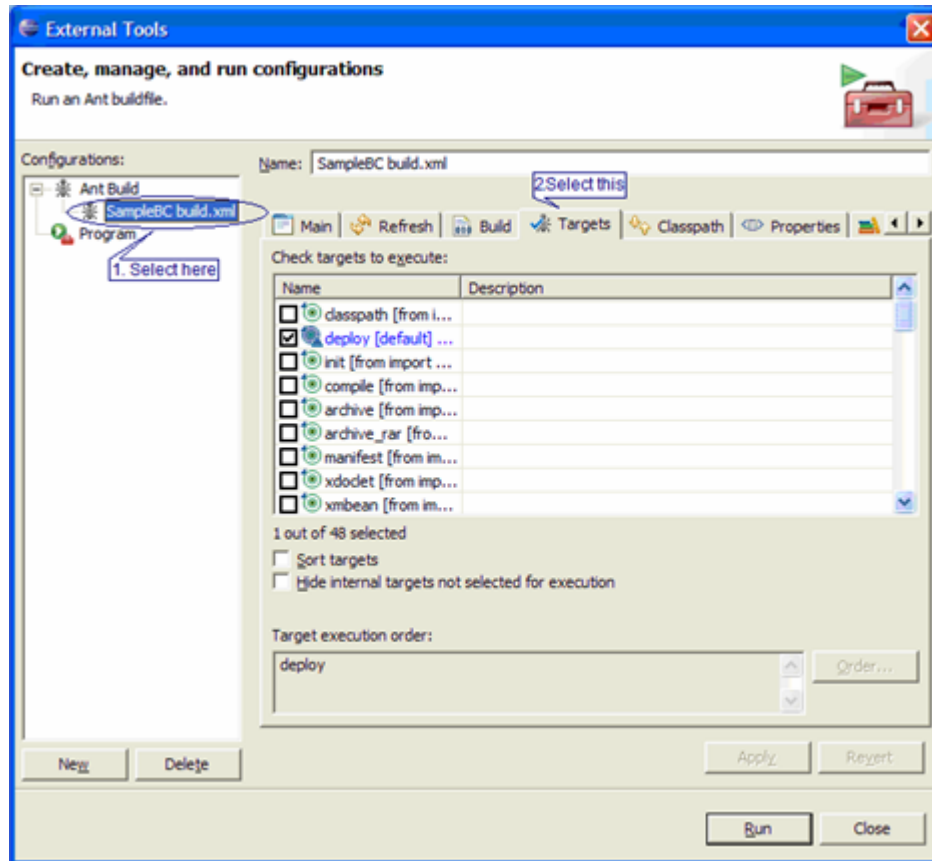 External Tools
Create, manage, and run configurations
Run an Ant buildfile.
Configurations:
Ant Build
SampleBC build.xml
Program
1. Select here
Name: SampleBC build.xml
2.Select this
Main Refresh Build Targets Classpath Properties
Check targets to execute:
Name Description
classpath [from i...
deploy [default] ...
init [from import ...
compile [from imp...
archive [from imp...
archive_rar [fro...
manifest [from im...
xdoclet [from imp...
xmbean [from im...
1 out of 48 selected
Sort targets
Hide internal targets not selected for execution
Target execution order:
deploy
Order...
New Delete
Apply Revert
Run Close